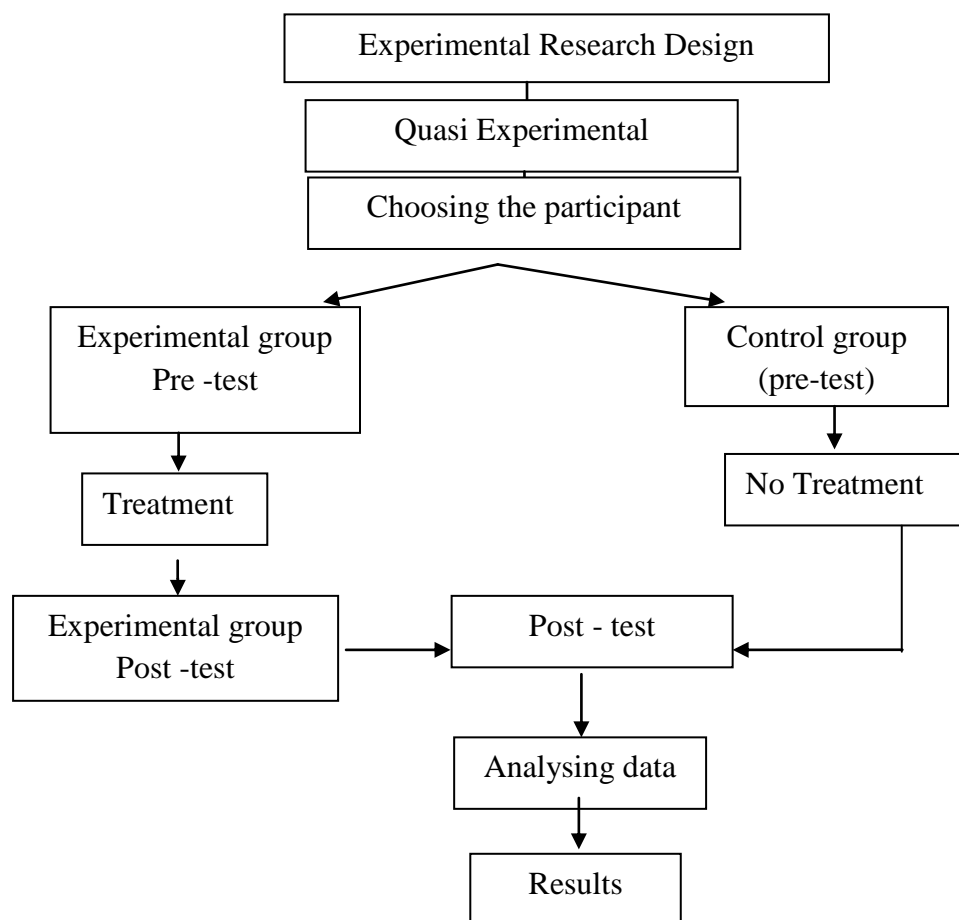 Experimental Research Design
Quasi Experimental
Choosing the participant
Experimental group
Pre -test
Control group
(pre-test)
Treatment
No Treatment
Experimental group
Post -test
Post - test
Analysing data
Results